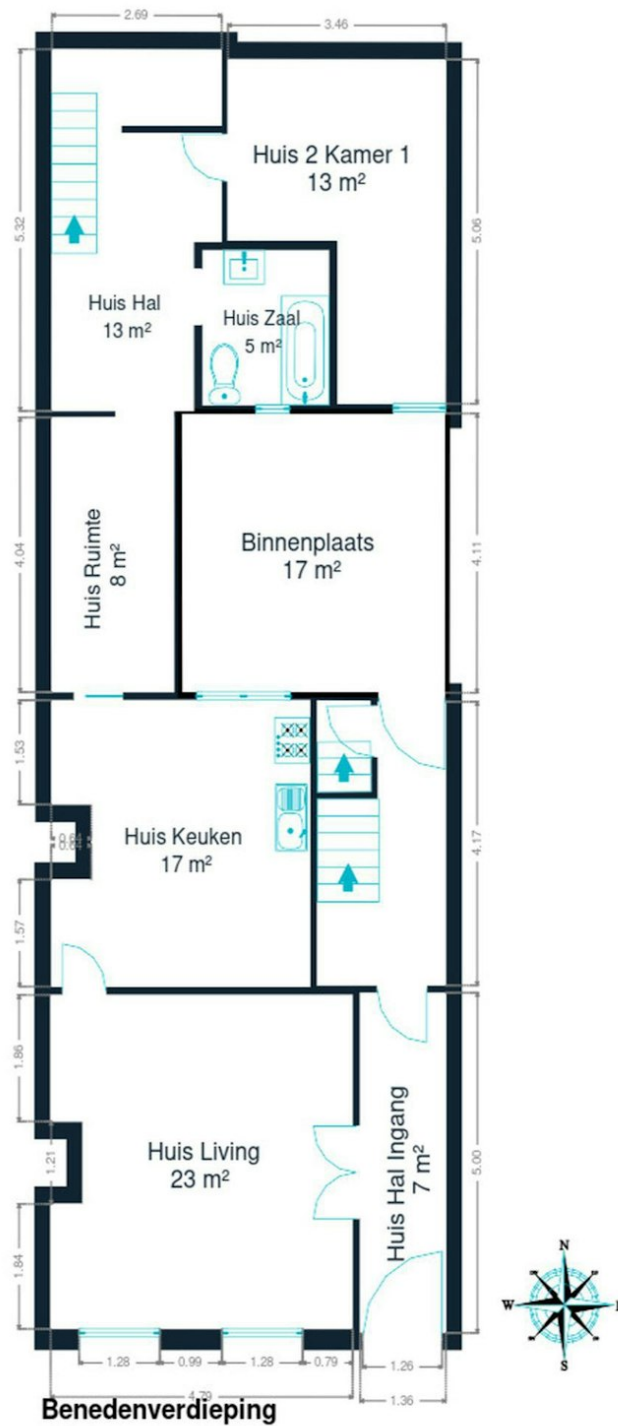 2.69
3.46
Huis 2 Kamer 1
13 m²
5.32
5.06
Huis Hal
13 m²
Huis Zaal
5 m²
4.04
Huis Ruimte
8 m²
Binnenplaats
17 m²
4.11
1.53
Huis Keuken
17 m²
4.17
1.57
1.86
Huis Living
23 m²
1.21
Huis Hal Ingang
7 m²
5.00
1.84
N
W
S
1.28
0.99
1.28
0.79
1.26
4.79
1.36
Benedenverdieping